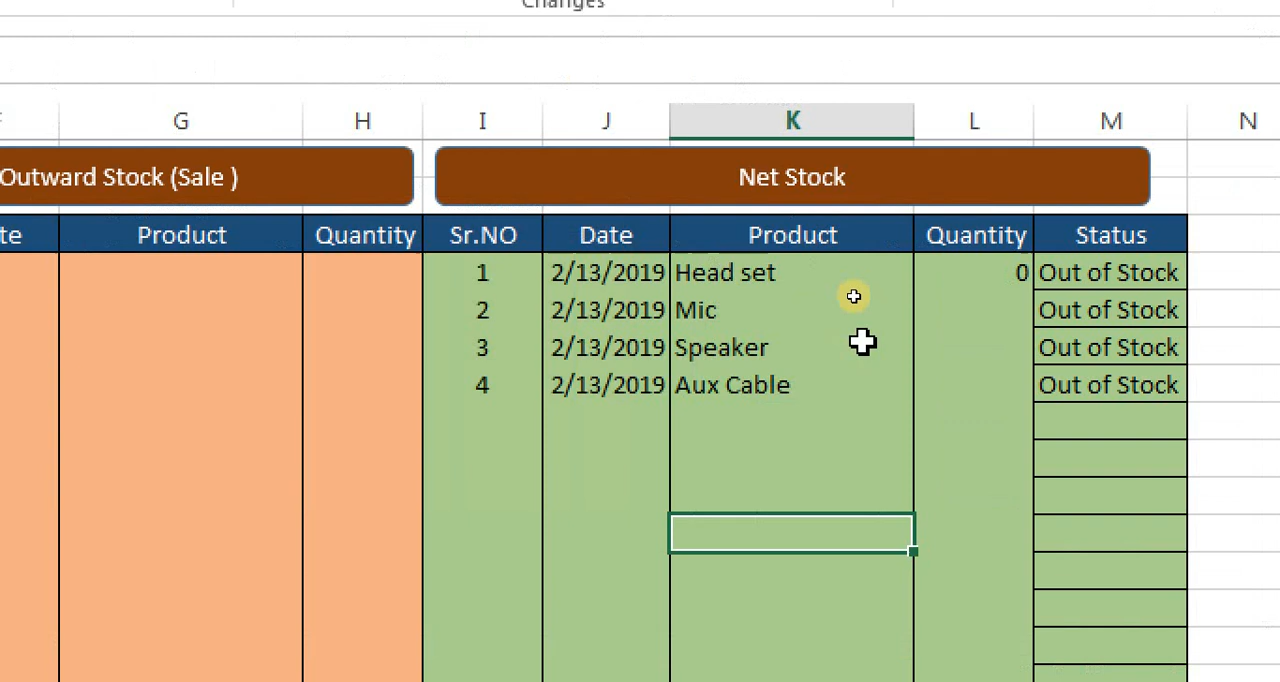 Changes
G H I J K L M N
Outward Stock (Sale ) Net Stock
te Product Quantity Sr.NO Date Product Quantity Status
1 2/13/2019 Head set 0 Out of Stock
2 2/13/2019 Mic Out of Stock
3 2/13/2019 Speaker Out of Stock
4 2/13/2019 Aux Cable Out of Stock